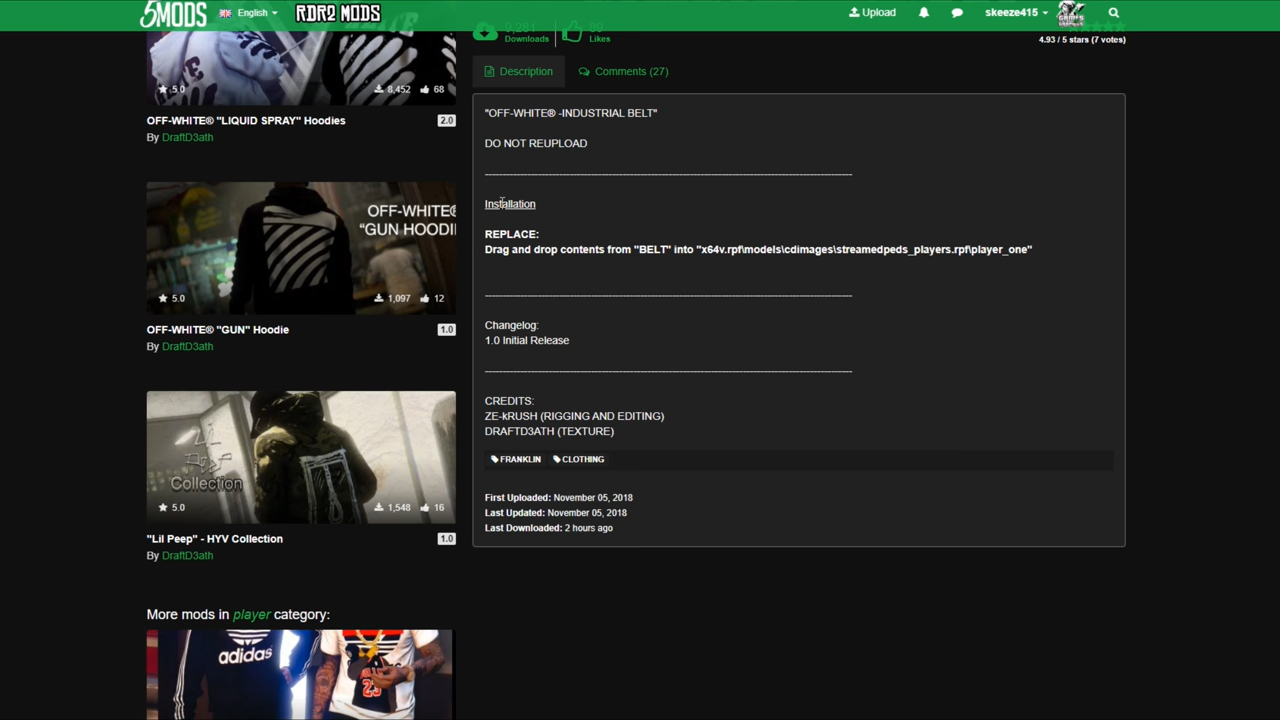 5MODS
English
RDR2 MODS
Upload
skeeze415
Downloads
Likes
4.93 / 5 stars (7 votes)
Description
Comments (27)
5.0
8,452
68
OFF-WHITE® "LIQUID SPRAY" Hoodies
2.0
By DraftD3ath
OFF-WHITE®
"GUN" HOODI
5.0
1,097
12
OFF-WHITE® "GUN" Hoodie
1.0
By DraftD3ath
Collection
5.0
1,548
16
"Lil Peep" - HYV Collection
1.0
By DraftD3ath
More mods in player category:
adidas
23
"OFF-WHITE® -INDUSTRIAL BELT"
DO NOT REUPLOAD
Installation
REPLACE:
Drag and drop contents from "BELT" into "x64v.rpf\models\cdimages\streamedpeds_players.rpf\player_one"
Changelog:
1.0 Initial Release
CREDITS:
ZE-kRUSH (RIGGING AND EDITING)
DRAFTD3ATH (TEXTURE)
FRANKLIN
CLOTHING
First Uploaded: November 05, 2018
Last Updated: November 05, 2018
Last Downloaded: 2 hours ago